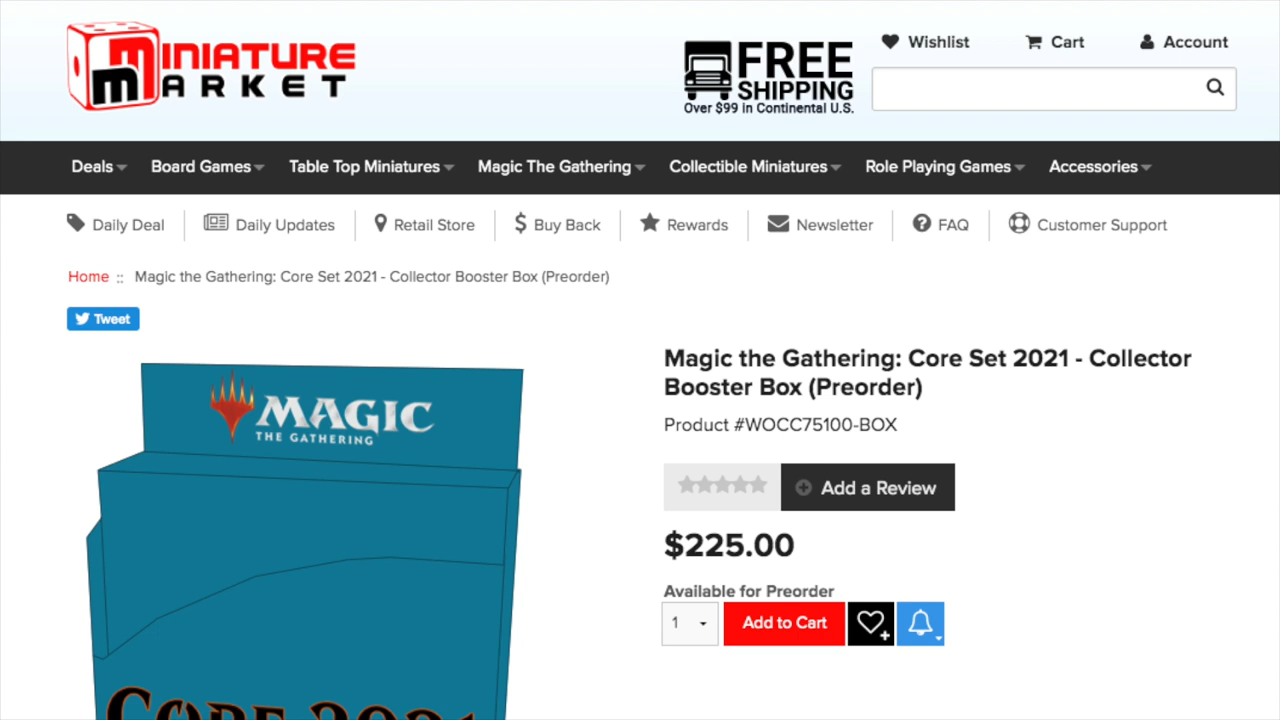 MINIATURE
MARKET
FREE
SHIPPING
Over $99 in Continental U.S.
Wishlist Cart Account
Deals Board Games Table Top Miniatures Magic The Gathering Collectible Miniatures Role Playing Games Accessories
Daily Deal Daily Updates Retail Store Buy Back Rewards Newsletter FAQ Customer Support
Home :: Magic the Gathering: Core Set 2021 - Collector Booster Box (Preorder)
Tweet
MAGIC
THE GATHERING
CORE 2021
Magic the Gathering: Core Set 2021 - Collector
Booster Box (Preorder)
Product #WOCC75100-BOX
Add a Review
$225.00
Available for Preorder
1 Add to Cart